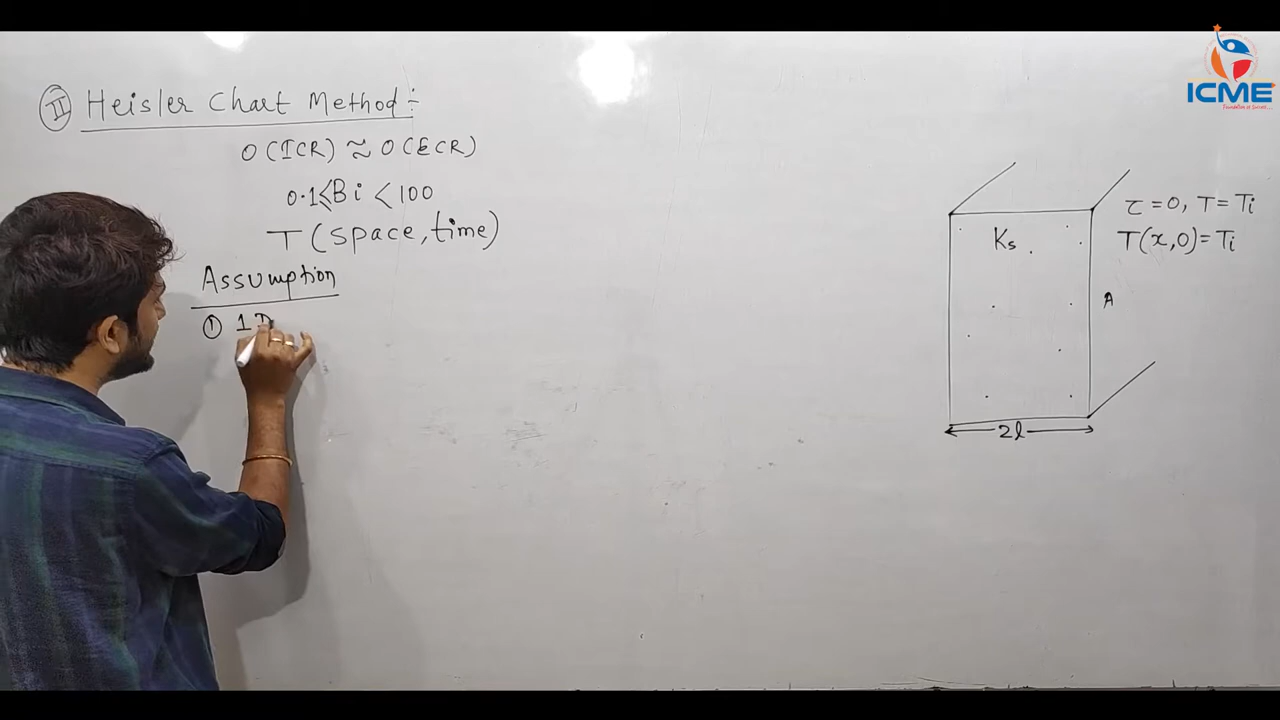 II Heisler Chart Method :-
O(ICR) ≈ O(ECR)
0.1≤Bi <100
T(space,time)
Assumption
① 1D
ICME
τ=0, T=Ti
T(x,0)=Ti
Ks
A
2l